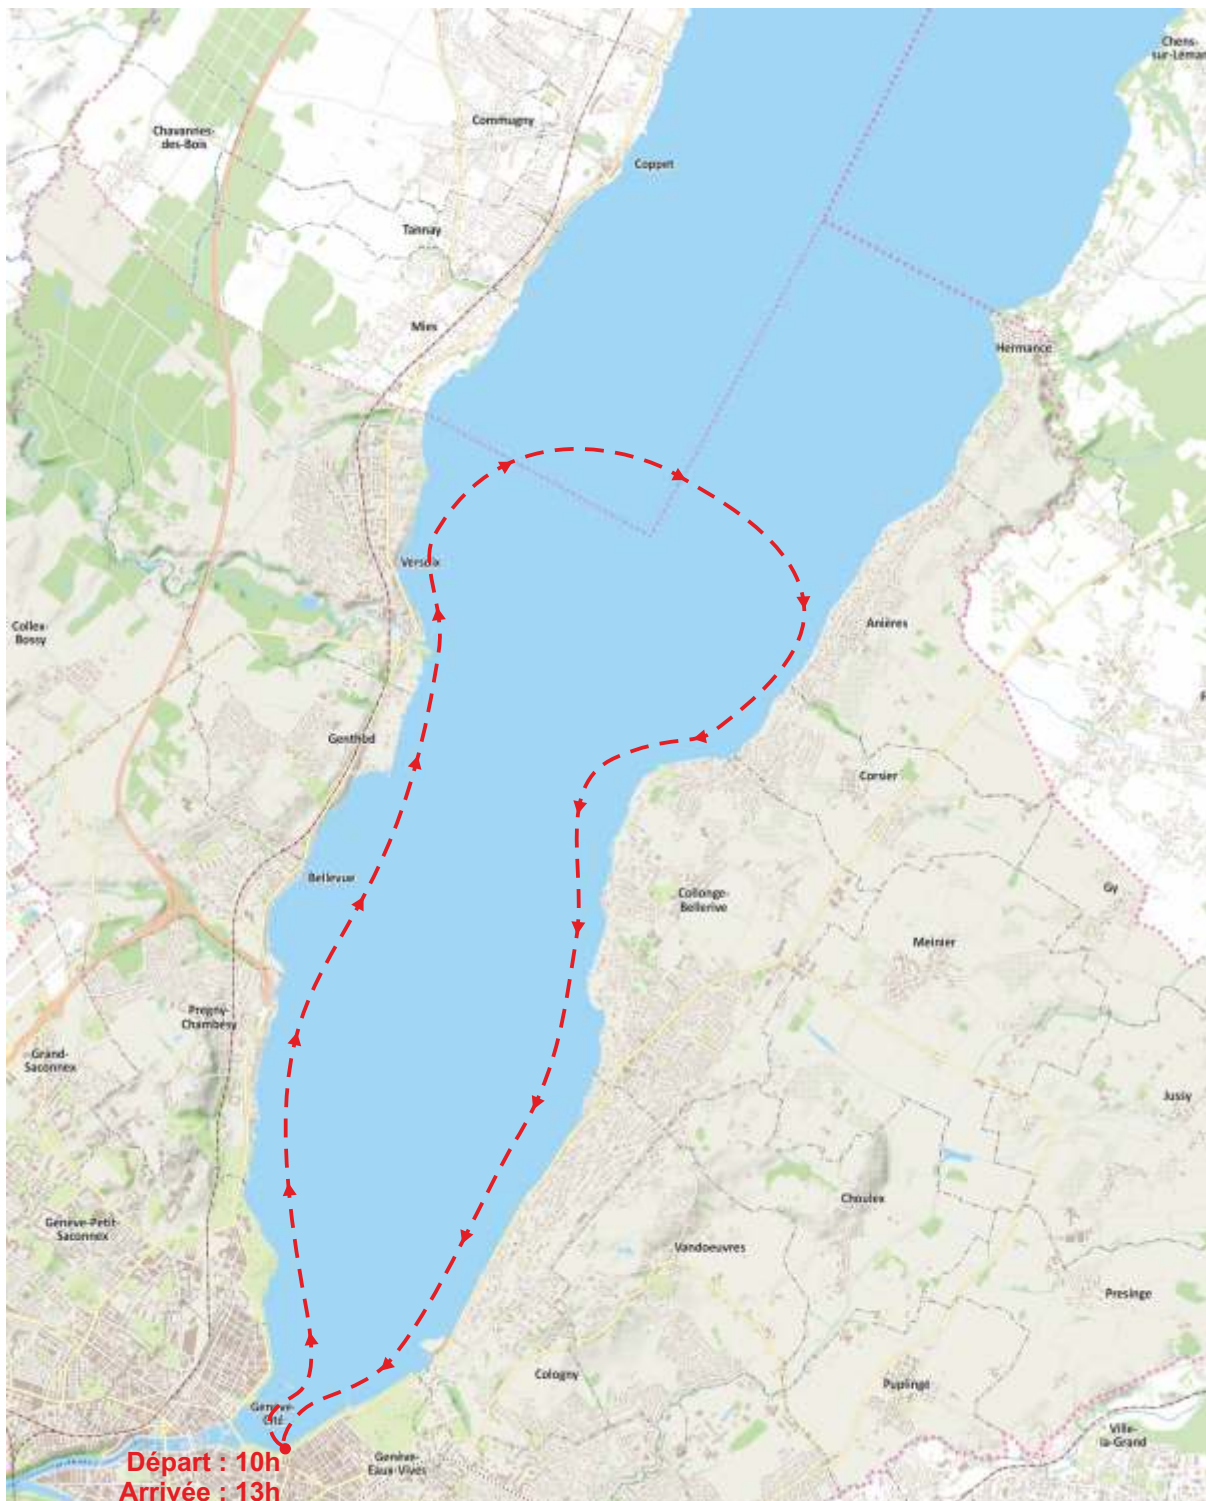 Chens-
sur-Léman
Commugny
Chavannes-
des-Bois
Coppet
Tannay
Mies
Hermance
Versoix
Collex-
Bossy
Anières
Genthod
Corsier
Bellevue
Collonge-
Bellerive
Gy
Meinier
Pregny-
Chambésy
Grand-
Saconnex
Jussy
Choulex
Genève-Petit-
Saconnex
Vandoeuvres
Presinge
Cologny
Puplinge
Genève-
Cité
Ville-
la-Grand
Genève-
Eaux-Vives
Départ : 10h
Arrivée : 13h